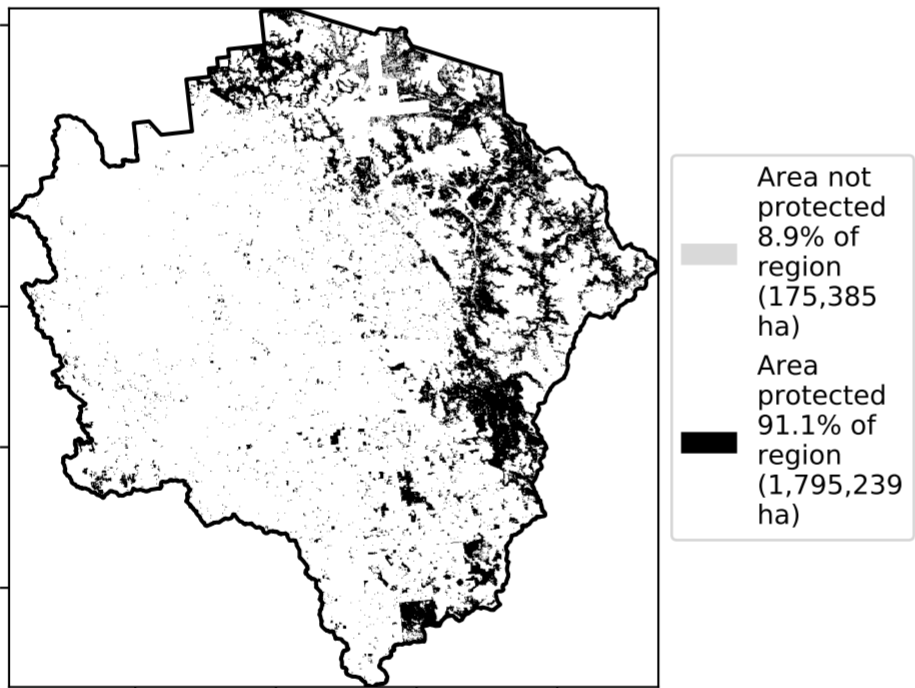 Area not
protected
8.9% of
region
(175,385
ha)
Area
protected
91.1% of
region
(1,795,239
ha)